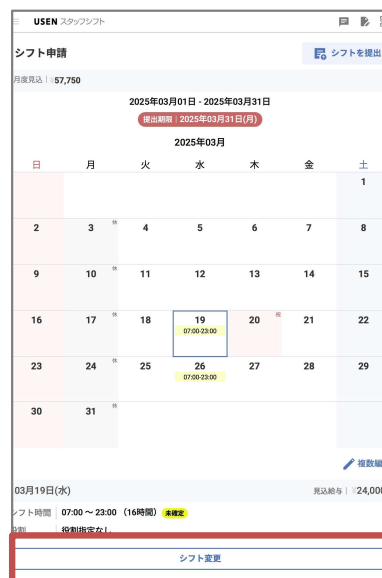 USEN スタッフシフト
シフト申請
シフトを提出
月度見込 | ¥57,750
2025年03月01日 - 2025年03月31日
提出期限 | 2025年03月31日(月)
2025年03月
日 月 火 水 木 金 土
1
2 3 休 4 5 6 7 8
9 10 休 11 12 13 14 15
16 17 休 18 19 20 祝 21 22
07:00-23:00
23 24 休 25 26 27 28 29
07:00-23:00
30 31 休
複数編
03月19日(水) 見込給与 | ¥24,000
シフト時間 07:00 〜 23:00 (16時間) 未確定
役割 役割指定なし
シフト変更